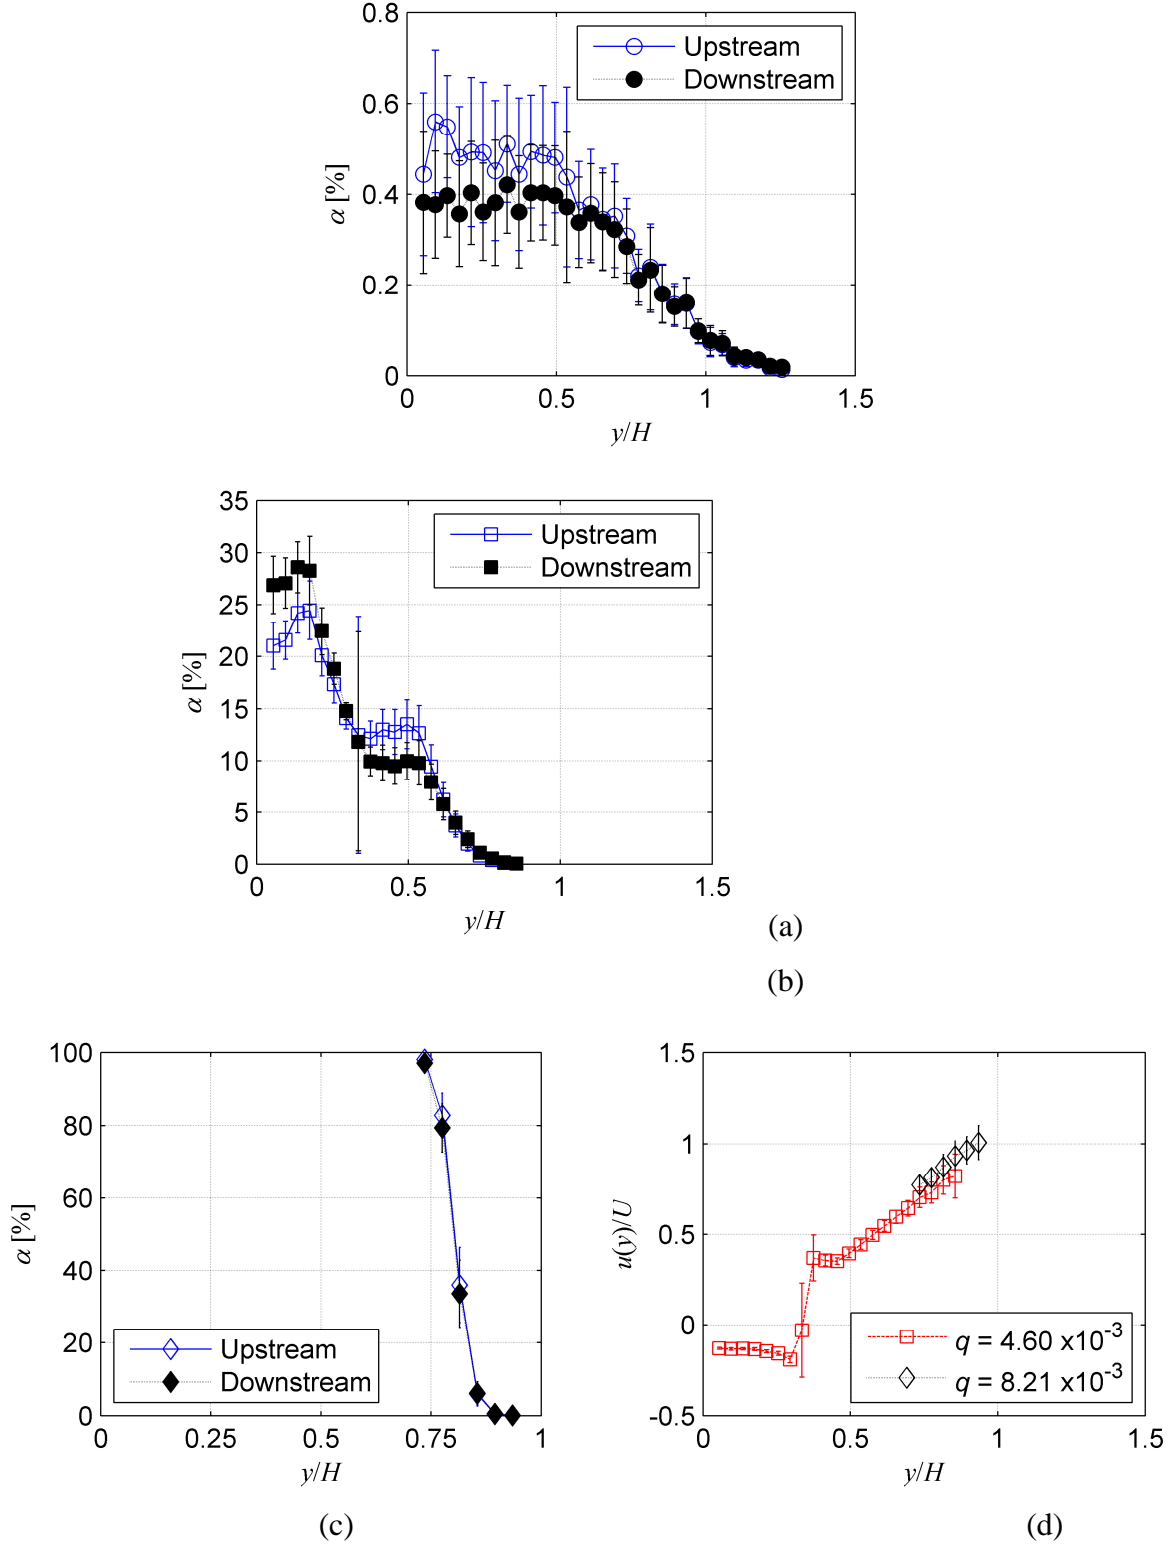 0.8
0.6
0.4
0.2
0
α [%]
Upstream
Downstream
0 0.5 1 1.5
y/H
35
30
25
20
15
10
5
0
α [%]
Upstream
Downstream
0 0.5 1 1.5
y/H
(a)
(b)
100
80
60
40
20
0
α [%]
Upstream
Downstream
0 0.25 0.5 0.75 1
y/H
(c)
1.5
1
0.5
0
-0.5
u(y)/U
q = 4.60 x10⁻³
q = 8.21 x10⁻³
0 0.5 1 1.5
y/H
(d)